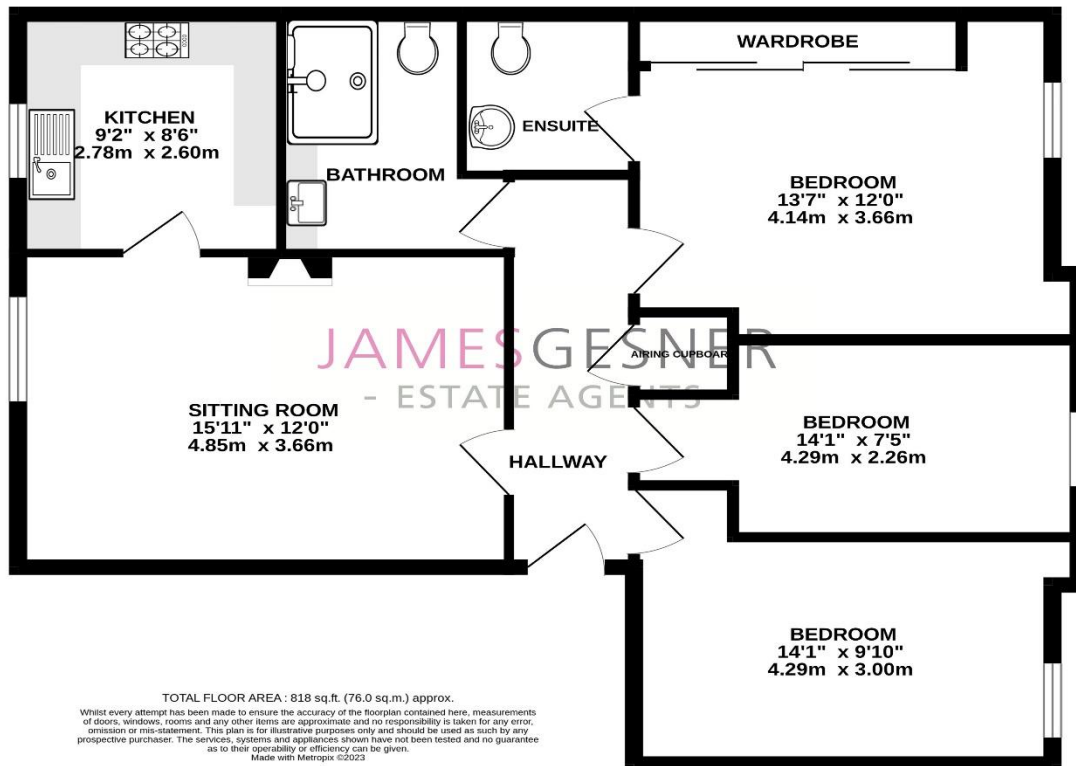 KITCHEN
9'2" x 8'6"
2.78m x 2.60m
BATHROOM
ENSUITE
WARDROBE
BEDROOM
13'7" x 12'0"
4.14m x 3.66m
JAMESGESNER
- ESTATE AGENTS
AIRING CUPBOAR
SITTING ROOM
15'11" x 12'0"
4.85m x 3.66m
HALLWAY
BEDROOM
14'1" x 7'5"
4.29m x 2.26m
BEDROOM
14'1" x 9'10"
4.29m x 3.00m
TOTAL FLOOR AREA : 818 sq.ft. (76.0 sq.m.) approx.
Whilst every attempt has been made to ensure the accuracy of the floorplan contained here, measurements
of doors, windows, rooms and any other items are approximate and no responsibility is taken for any error,
omission or mis-statement. This plan is for illustrative purposes only and should be used as such by any
prospective purchaser. The services, systems and appliances shown have not been tested and no guarantee
as to their operability or efficiency can be given.
Made with Metropix ©2023